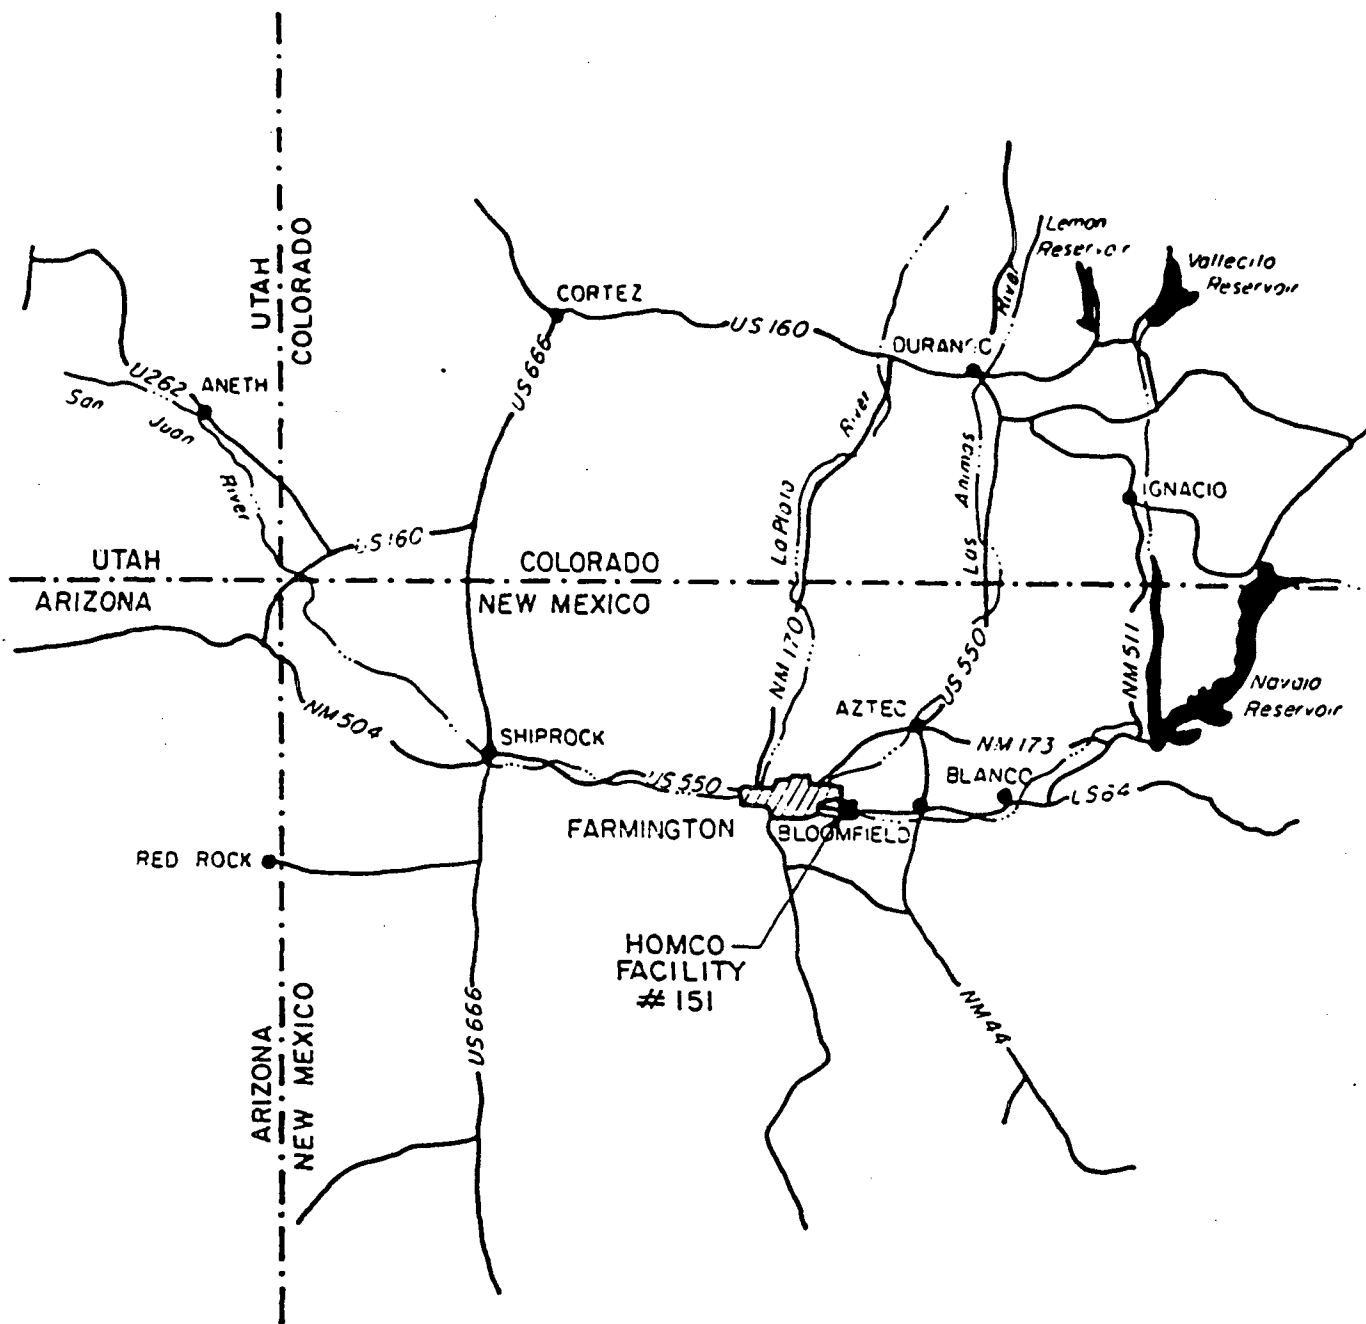 UTAH
COLORADO
Lemon
Reservoir
Vallecito
Reservoir
River
CORTEZ
US 160
DURANGO
US 666
U262
ANETH
San
Juan
River
River
La Plata
Las
Animas
IGNACIO
US 160
UTAH
COLORADO
ARIZONA
NEW MEXICO
NM 170
US 550
NM 511
Navajo
Reservoir
NM 504
AZTEC
SHIPROCK
NM 173
BLANCO
US 550
US 64
FARMINGTON
BLOOMFIELD
RED ROCK
HOMCO
FACILITY
# 151
ARIZONA
NEW MEXICO
US 666
NM 44